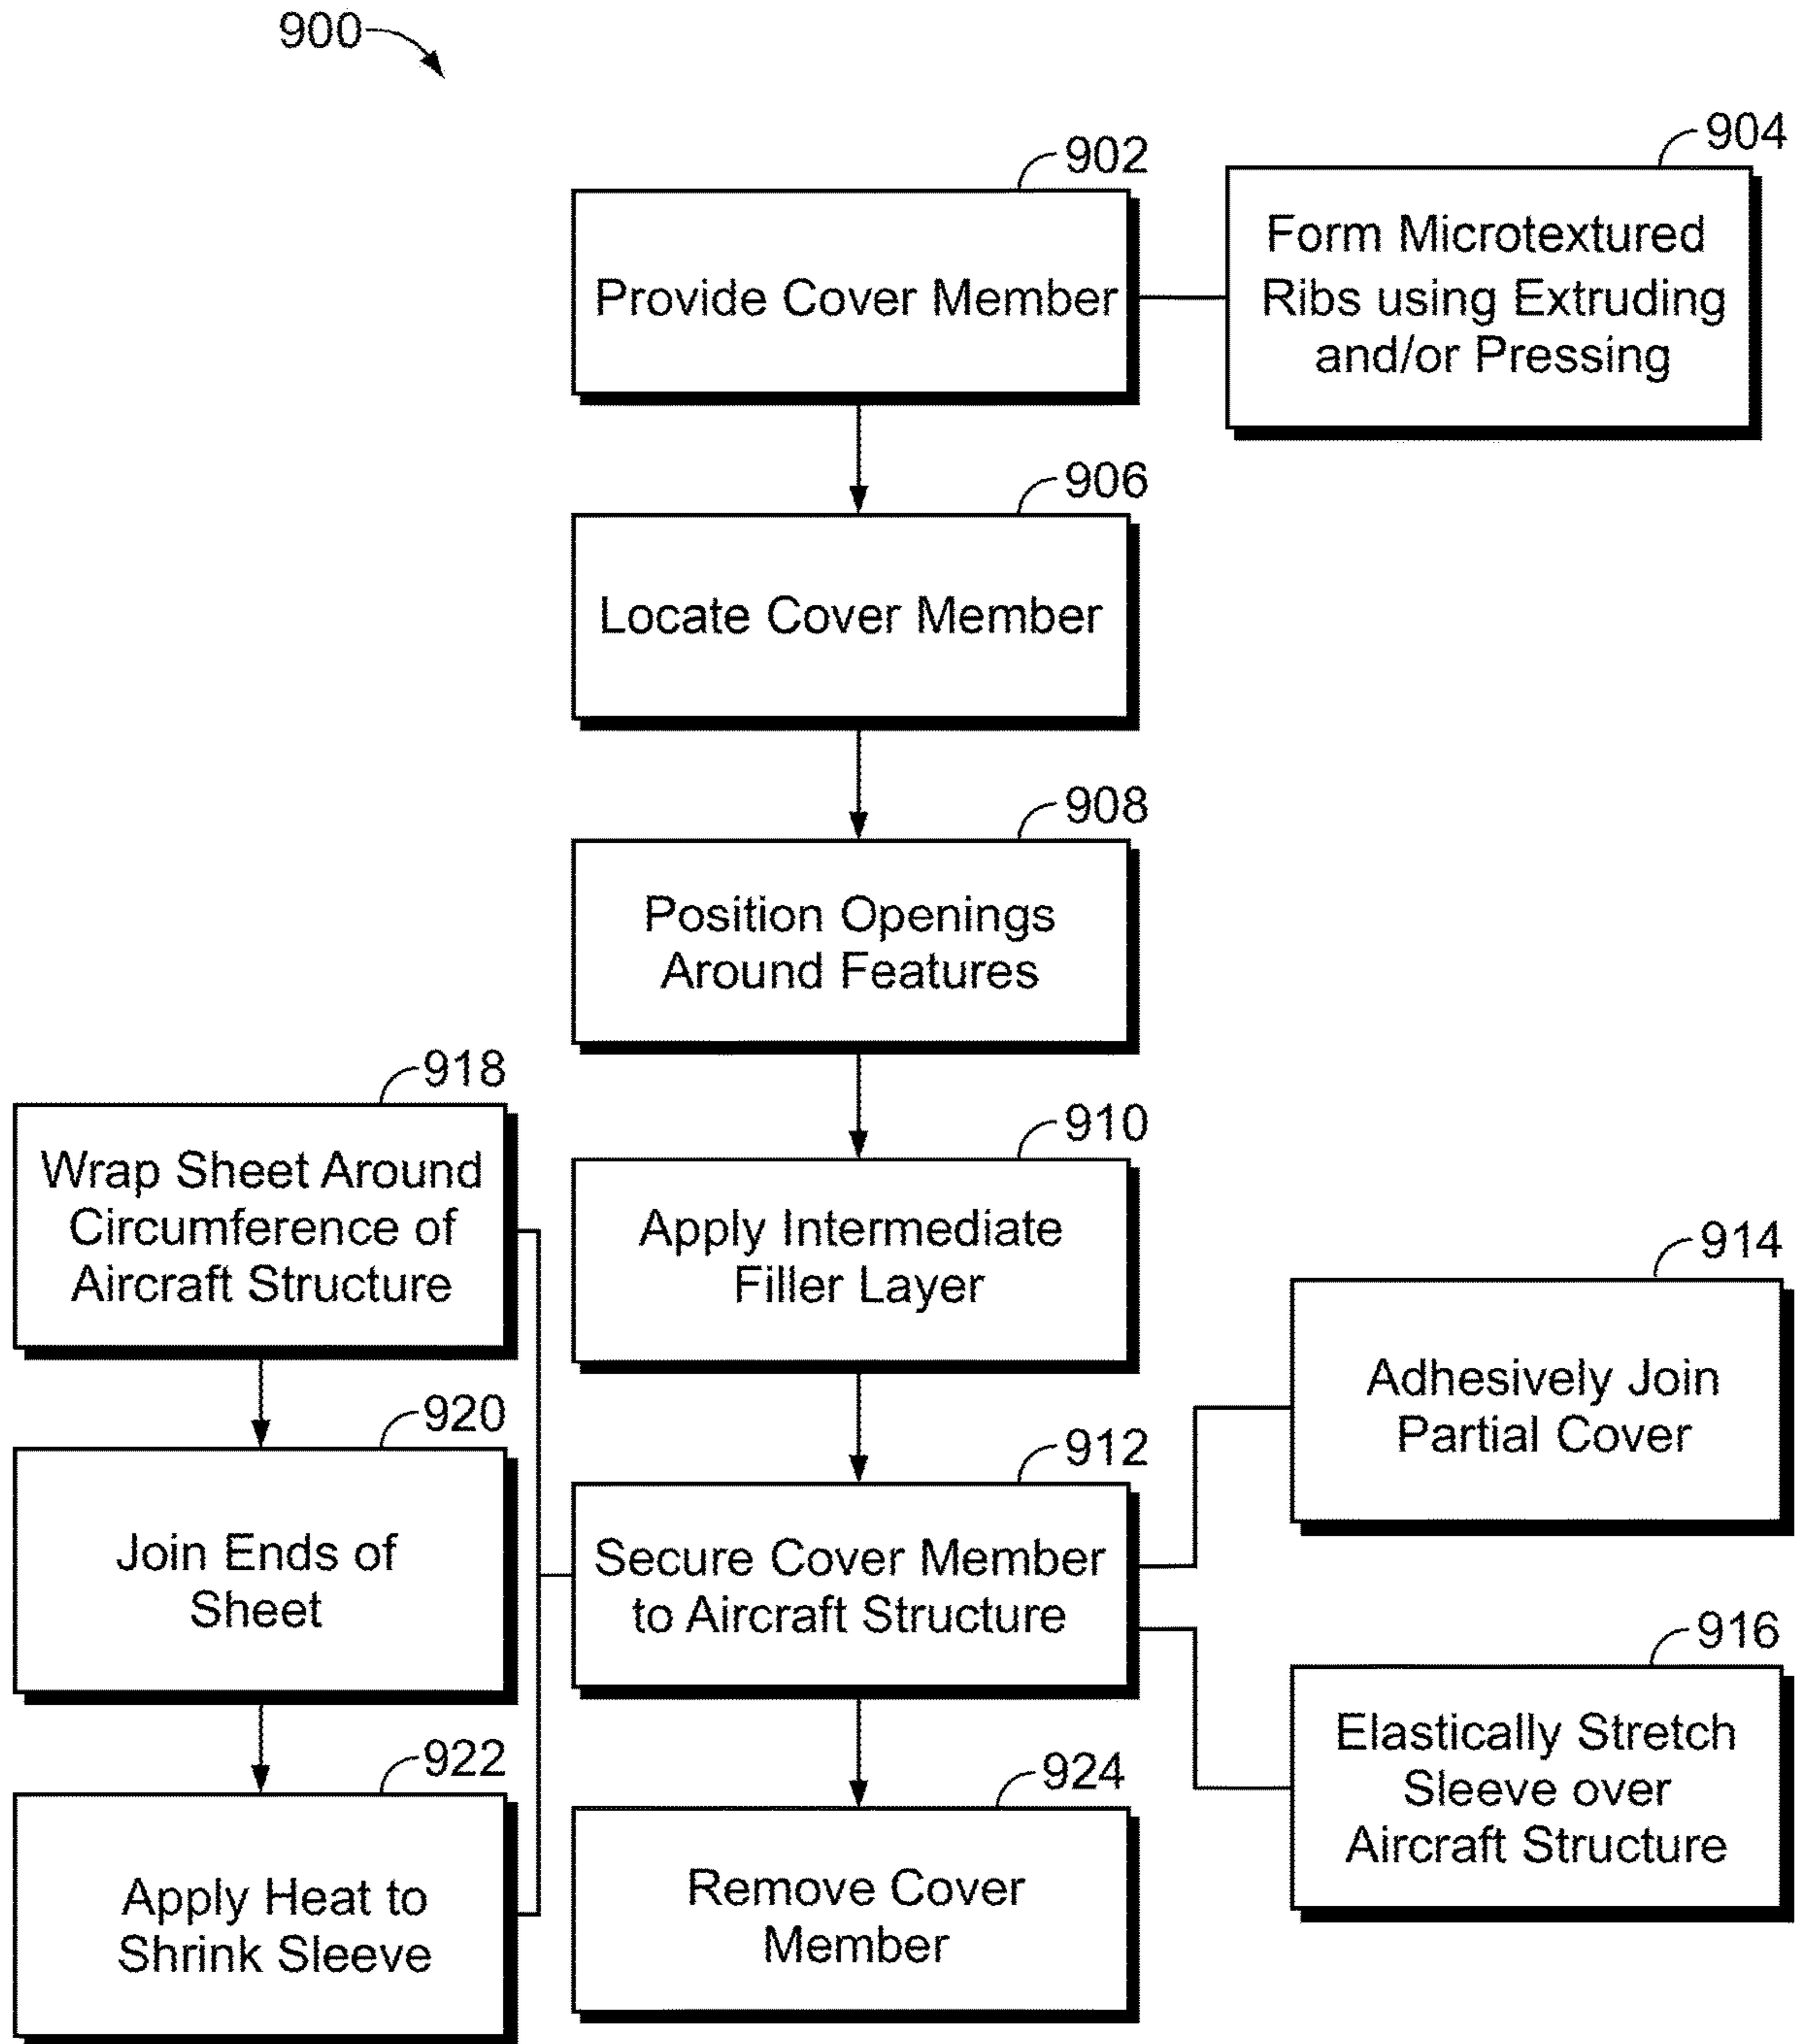 900
902
Provide Cover Member
904
Form Microtextured
Ribs using Extruding
and/or Pressing
906
Locate Cover Member
908
Position Openings
Around Features
910
Apply Intermediate
Filler Layer
912
Secure Cover Member
to Aircraft Structure
914
Adhesively Join
Partial Cover
916
Elastically Stretch
Sleeve over
Aircraft Structure
918
Wrap Sheet Around
Circumference of
Aircraft Structure
920
Join Ends of
Sheet
922
Apply Heat to
Shrink Sleeve
924
Remove Cover
Member